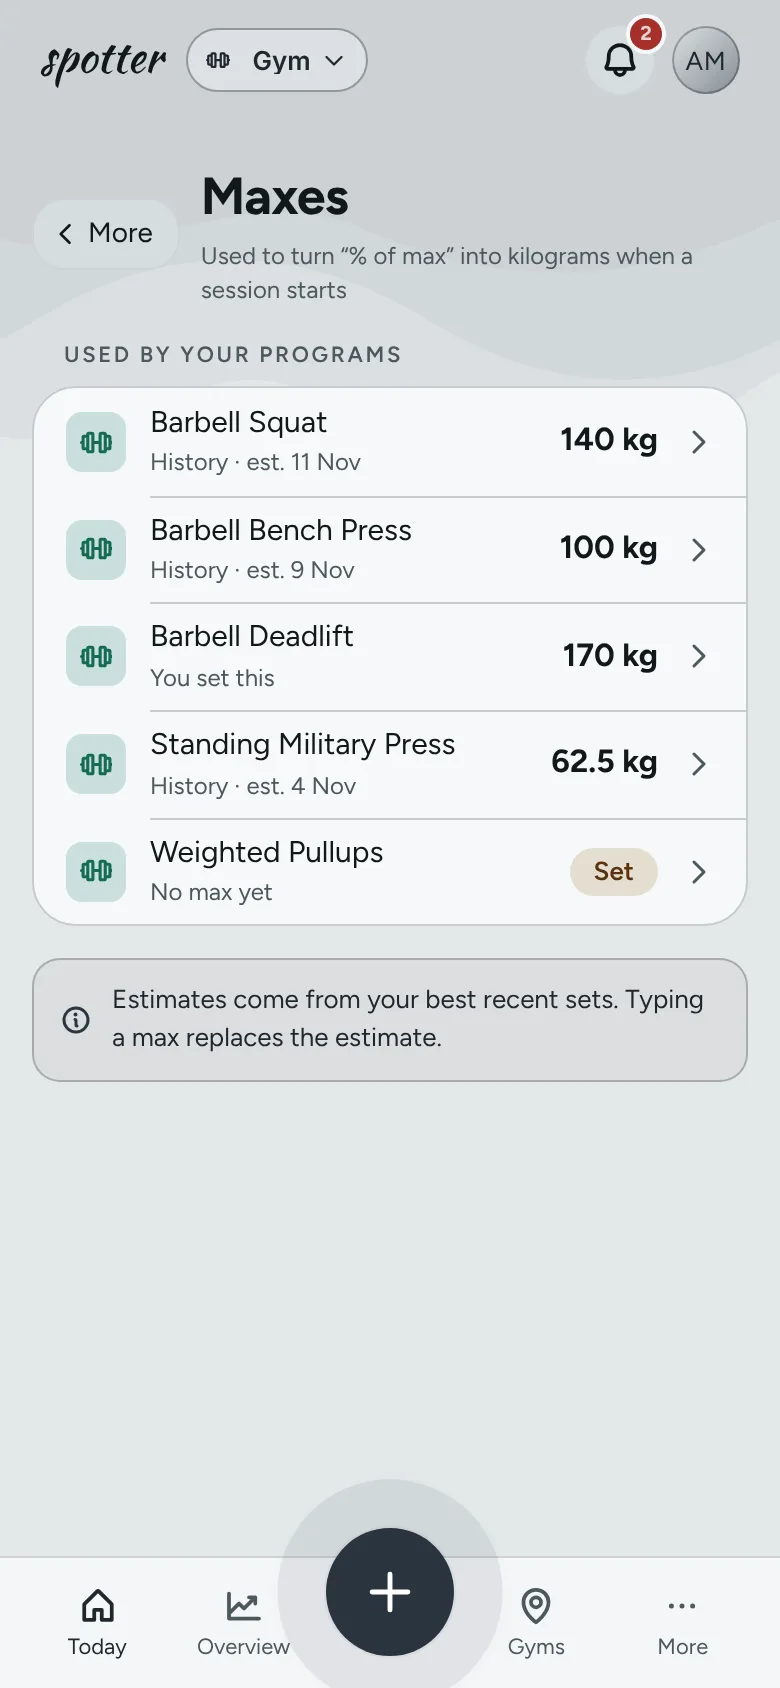 spotter
Gym
2
AM
More
Maxes
Used to turn “% of max” into kilograms when a
session starts
USED BY YOUR PROGRAMS
Barbell Squat
History · est. 11 Nov
140 kg
Barbell Bench Press
History · est. 9 Nov
100 kg
Barbell Deadlift
You set this
170 kg
Standing Military Press
History · est. 4 Nov
62.5 kg
Weighted Pullups
No max yet
Set
Estimates come from your best recent sets. Typing
a max replaces the estimate.
Today
Overview
Gyms
More